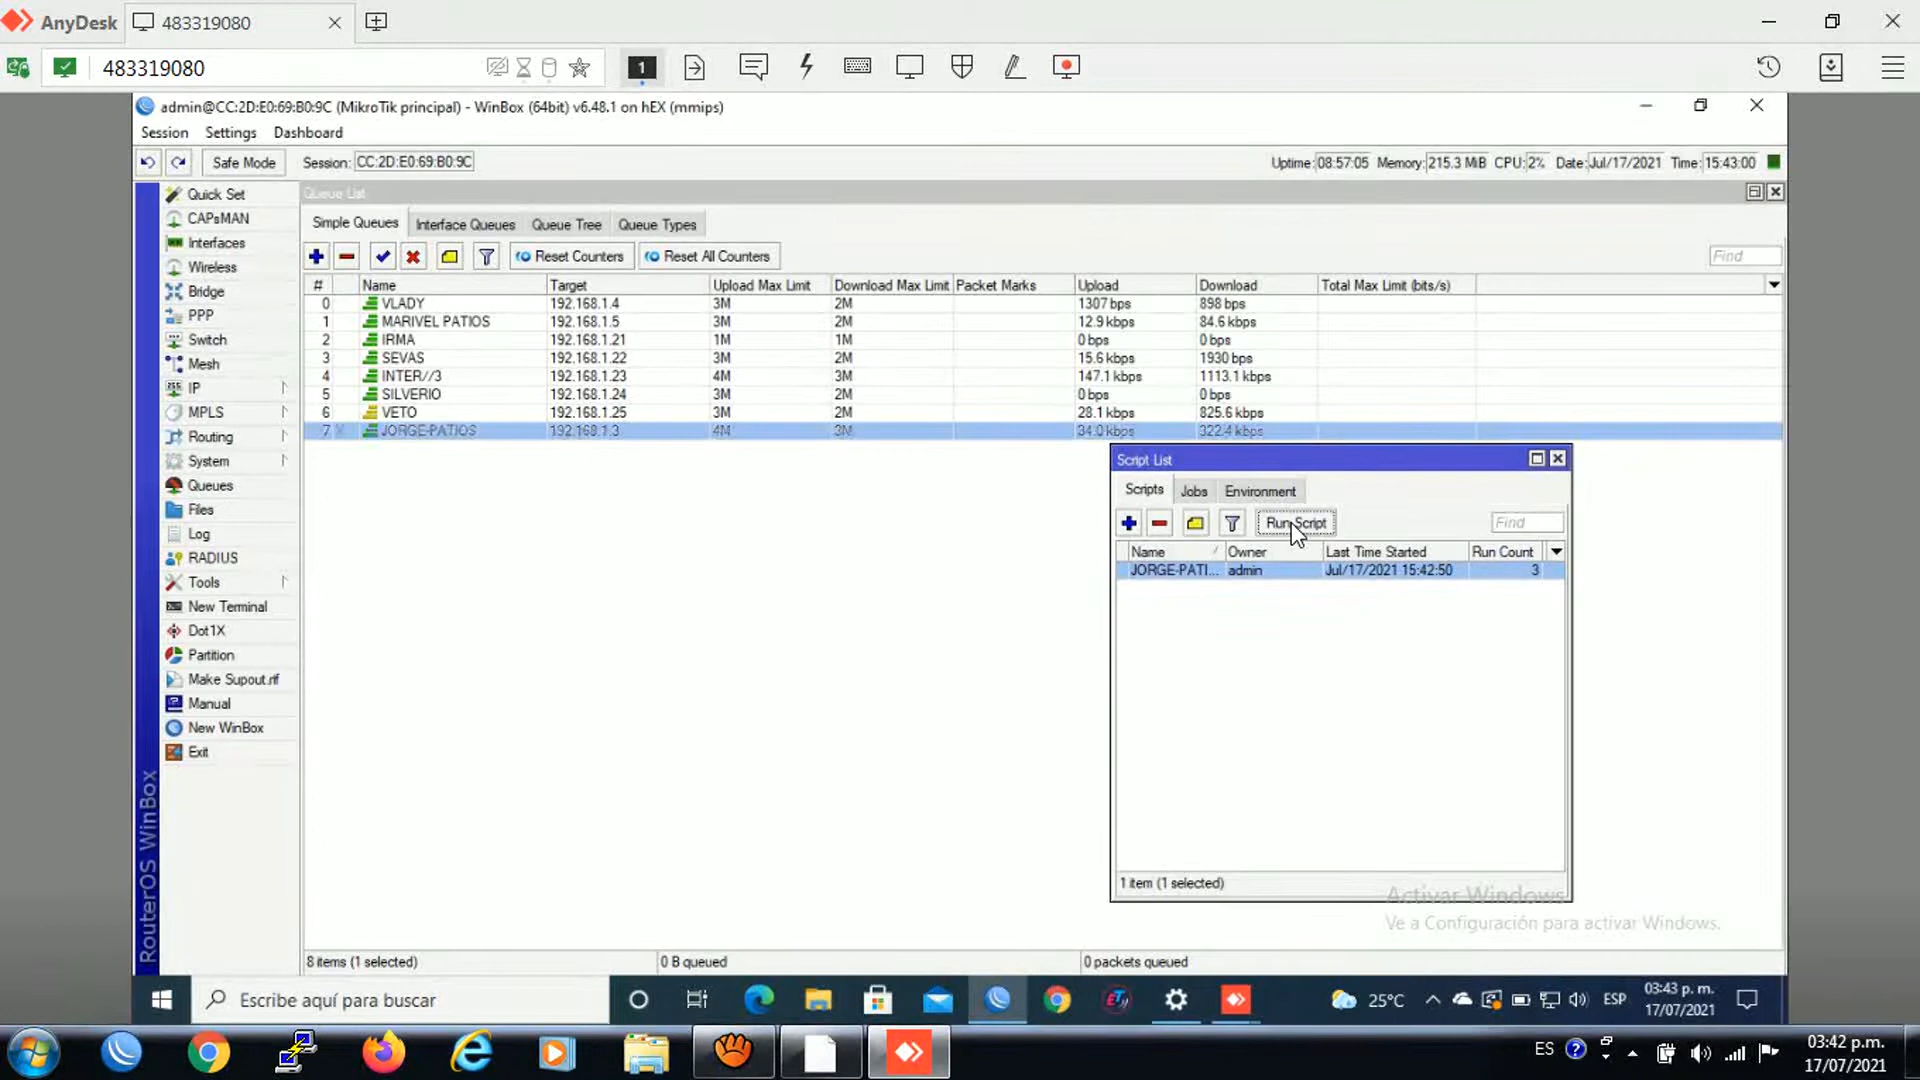 AnyDesk 483319080
483319080 1
admin@CC:2D:E0:69:B0:9C (MikroTik principal) - WinBox (64bit) v6.48.1 on hEX (mmips)
Session Settings Dashboard
Safe Mode Session: CC:2D:E0:69:B0:9C Uptime: 08:57:05 Memory: 215.3 MiB CPU: 2% Date: Jul/17/2021 Time: 15:43:00
Quick Set
CAPsMAN
Interfaces
Wireless
Bridge
PPP
Switch
Mesh
IP
MPLS
Routing
System
Queues
Files
Log
RADIUS
Tools
New Terminal
Dot1X
Partition
Make Supout.rif
Manual
New WinBox
Exit
RouterOS WinBox
Queue List
Simple Queues Interface Queues Queue Tree Queue Types
Reset Counters Reset All Counters Find
# Name Target Upload Max Limit Download Max Limit Packet Marks Upload Download Total Max Limit (bits/s)
0 VLADY 192.168.1.4 3M 2M 1307 bps 898 bps
1 MARIVEL PATIOS 192.168.1.5 3M 2M 12.9 kbps 84.6 kbps
2 IRMA 192.168.1.21 1M 1M 0 bps 0 bps
3 SEVAS 192.168.1.22 3M 2M 15.6 kbps 1930 bps
4 INTER//3 192.168.1.23 4M 3M 147.1 kbps 1113.1 kbps
5 SILVERIO 192.168.1.24 3M 2M 0 bps 0 bps
6 VETO 192.168.1.25 3M 2M 28.1 kbps 825.6 kbps
7 X JORGE-PATIOS 192.168.1.3 4M 3M 34.0 kbps 322.4 kbps
Script List
Scripts Jobs Environment
Run Script Find
Name Owner Last Time Started Run Count
JORGE-PATI... admin Jul/17/2021 15:42:50 3
1 item (1 selected)
Activar Windows
Ve a Configuración para activar Windows.
8 items (1 selected) 0 B queued 0 packets queued
Escribe aquí para buscar 25°C ESP 03:43 p. m.
17/07/2021
ES 03:42 p.m.
17/07/2021